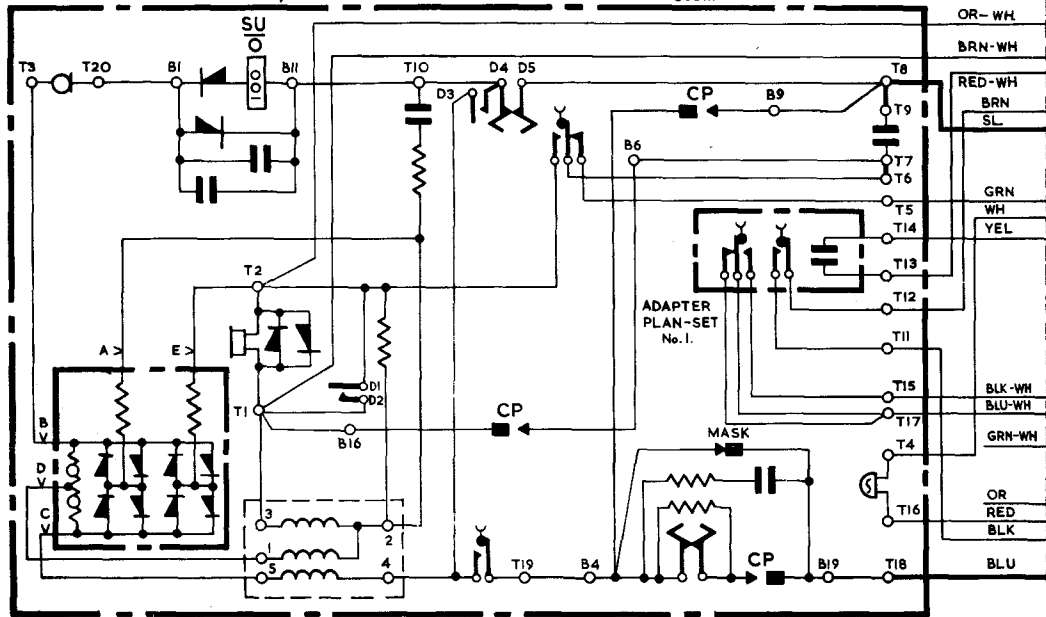 SU
100
T3
T20
B1
B11
T10
D4
D5
D3
CP
B9
T8
T9
B6
T7
T6
T5
T14
T13
T12
T11
T15
T17
T4
T16
T18
ADAPTER
PLAN-SET
No.1.
OR-WH.
BRN-WH
RED-WH
BRN
SL.
GRN
WH
YEL
BLK-WH
BLU-WH
GRN-WH
OR
RED
BLK
BLU
T2
A
E
D1
D2
T1
B16
CP
MASK
B
D
C
3
1
5
2
4
T19
B4
CP
B19